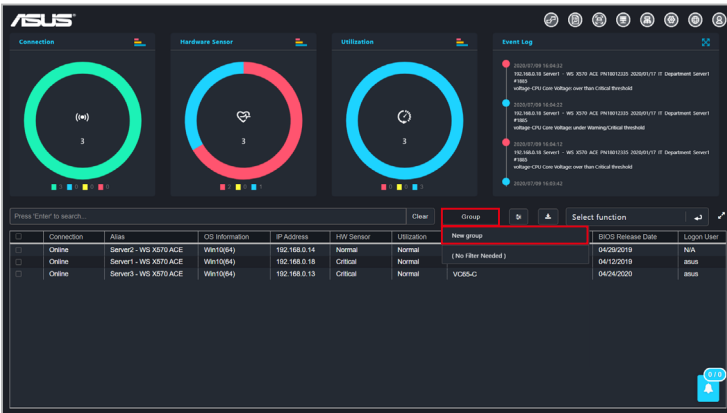 ASUS
Connection
Hardware Sensor
Utilization
Event Log
3
3
3
3 0 0 0
2 0 1
0 0 3
2020/07/09 16:04:32
192.168.0.18 Server1 - WS X570 ACE PN18012335 2020/01/17 IT Department Server1
#1885
voltage-CPU Core Voltage over than Critical threshold
2020/07/09 16:04:22
192.168.0.18 Server1 - WS X570 ACE PN18012335 2020/01/17 IT Department Server1
#1885
voltage-CPU Core Voltage under Warning/Critical threshold
2020/07/09 16:04:12
192.168.0.18 Server1 - WS X570 ACE PN18012335 2020/01/17 IT Department Server1
#1885
voltage-CPU Core Voltage over than Critical threshold
2020/07/09 16:03:42
Press 'Enter' to search...
Clear
Group
Select function
New group
( No Filter Needed )
Connection Alias OS Information IP Address HW Sensor Utilization BIOS Release Date Logon User
Online Server2 - WS X570 ACE Win10(64) 192.168.0.14 Normal Normal 04/29/2019 N/A
Online Server1 - WS X570 ACE Win10(64) 192.168.0.18 Critical Normal 04/12/2019 asus
Online Server3 - WS X570 ACE Win10(64) 192.168.0.13 Critical Normal VC65-C 04/24/2020 asus
0/0